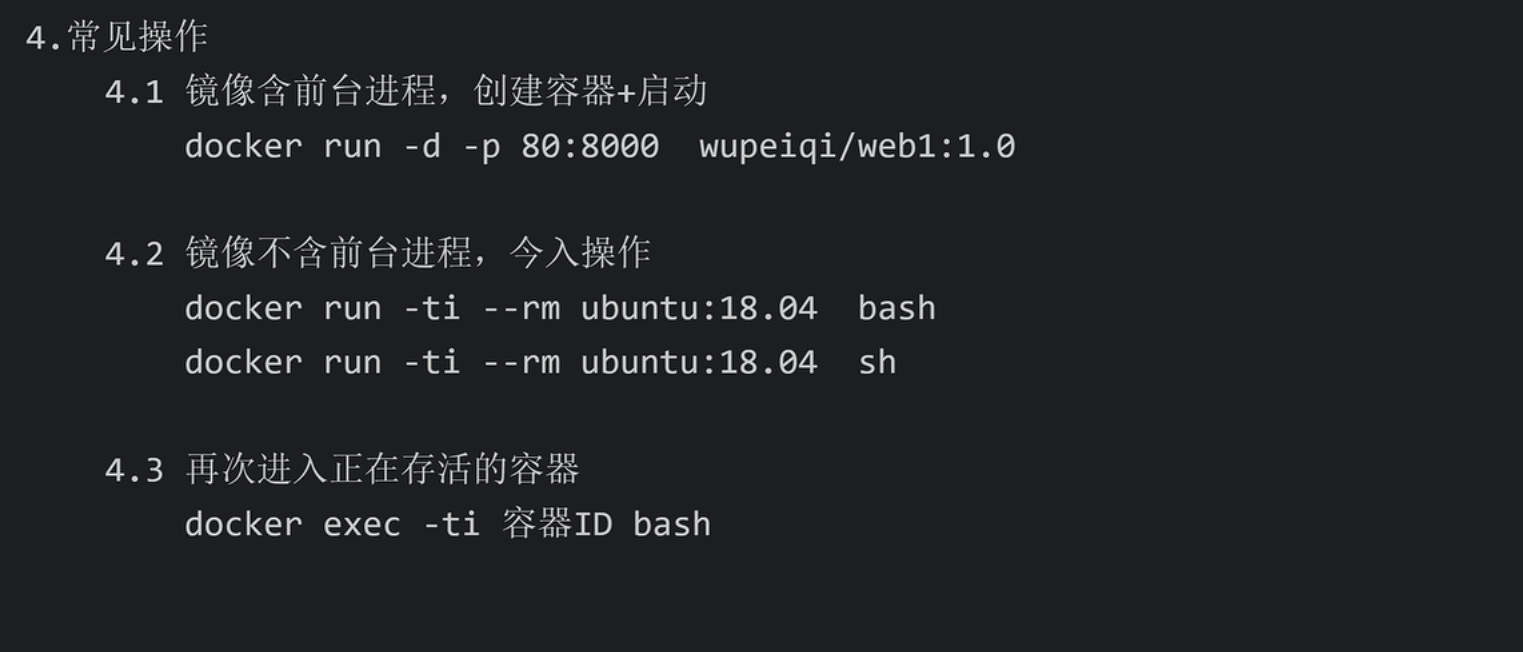 4.常见操作
4.1 镜像含前台进程，创建容器+启动
docker run -d -p 80:8000  wupeiqi/web1:1.0
4.2 镜像不含前台进程，今入操作
docker run -ti --rm ubuntu:18.04  bash
docker run -ti --rm ubuntu:18.04  sh
4.3 再次进入正在存活的容器
docker exec -ti 容器ID bash